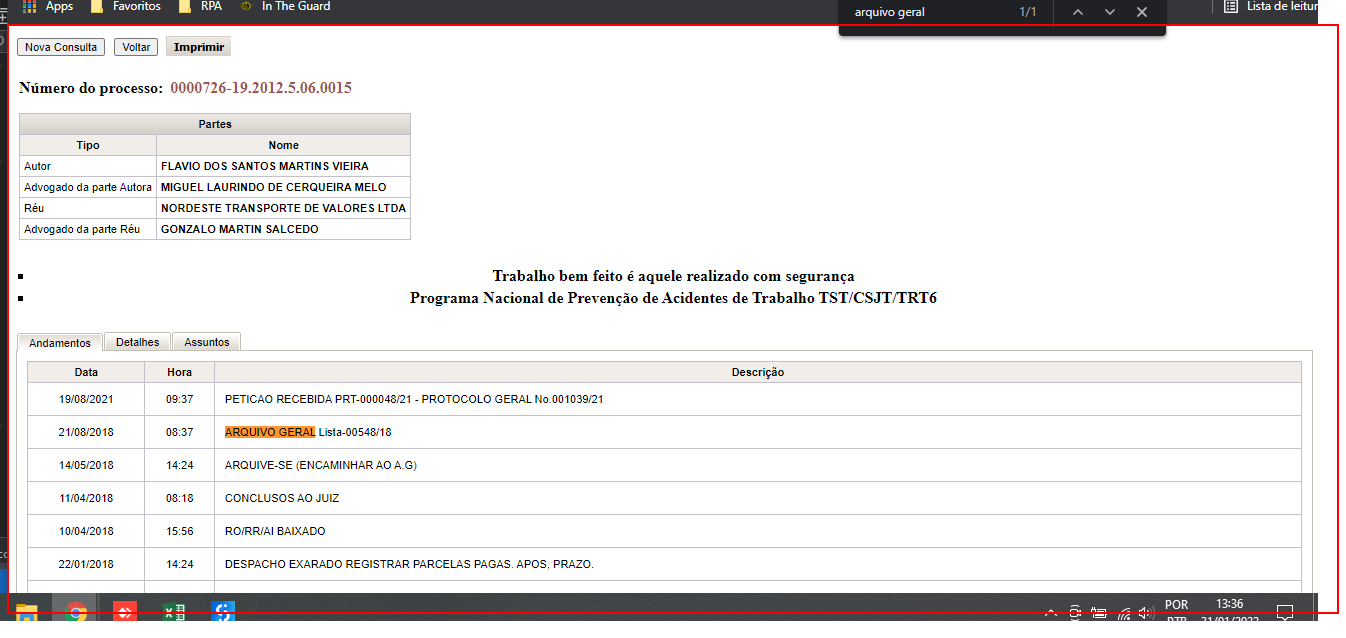 Apps Favoritos RPA In The Guard
arquivo geral 1/1
Lista de leitur
Nova Consulta Voltar Imprimir
Número do processo: 0000726-19.2012.5.06.0015
Partes
Tipo Nome
Autor FLAVIO DOS SANTOS MARTINS VIEIRA
Advogado da parte Autora MIGUEL LAURINDO DE CERQUEIRA MELO
Réu NORDESTE TRANSPORTE DE VALORES LTDA
Advogado da parte Réu GONZALO MARTIN SALCEDO
Trabalho bem feito é aquele realizado com segurança
Programa Nacional de Prevenção de Acidentes de Trabalho TST/CSJT/TRT6
Andamentos Detalhes Assuntos
Data Hora Descrição
19/08/2021 09:37 PETICAO RECEBIDA PRT-000048/21 - PROTOCOLO GERAL No.001039/21
21/08/2018 08:37 ARQUIVO GERAL Lista-00548/18
14/05/2018 14:24 ARQUIVE-SE (ENCAMINHAR AO A.G)
11/04/2018 08:18 CONCLUSOS AO JUIZ
10/04/2018 15:56 RO/RR/AI BAIXADO
22/01/2018 14:24 DESPACHO EXARADO REGISTRAR PARCELAS PAGAS. APOS, PRAZO.
POR 13:36